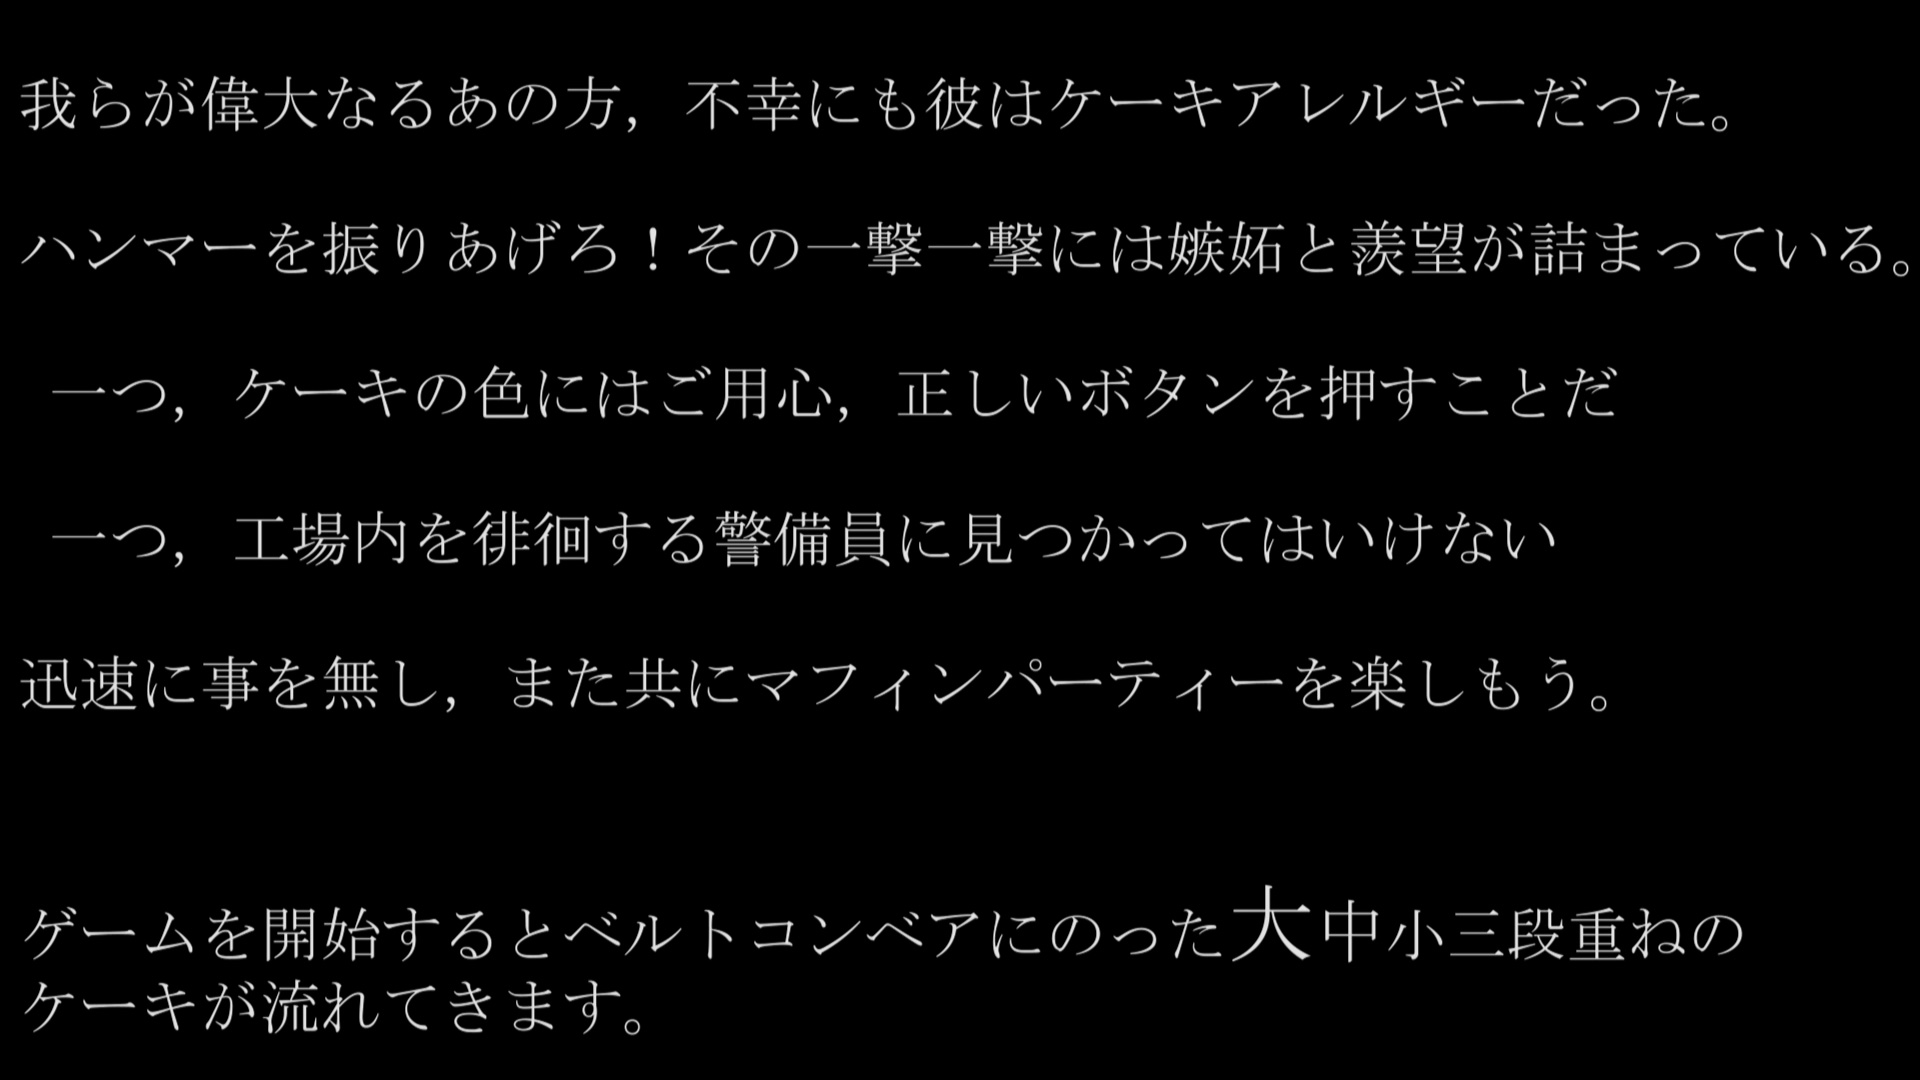 我らが偉大なるあの方，不幸にも彼はケーキアレルギーだった。
ハンマーを振りあげろ！その一撃一撃には嫉妬と羨望が詰まっている。
一つ，ケーキの色にはご用心，正しいボタンを押すことだ
一つ，工場内を徘徊する警備員に見つかってはいけない
迅速に事を無し，また共にマフィンパーティーを楽しもう。
ゲームを開始するとベルトコンベアにのった大中小三段重ねの
ケーキが流れてきます。